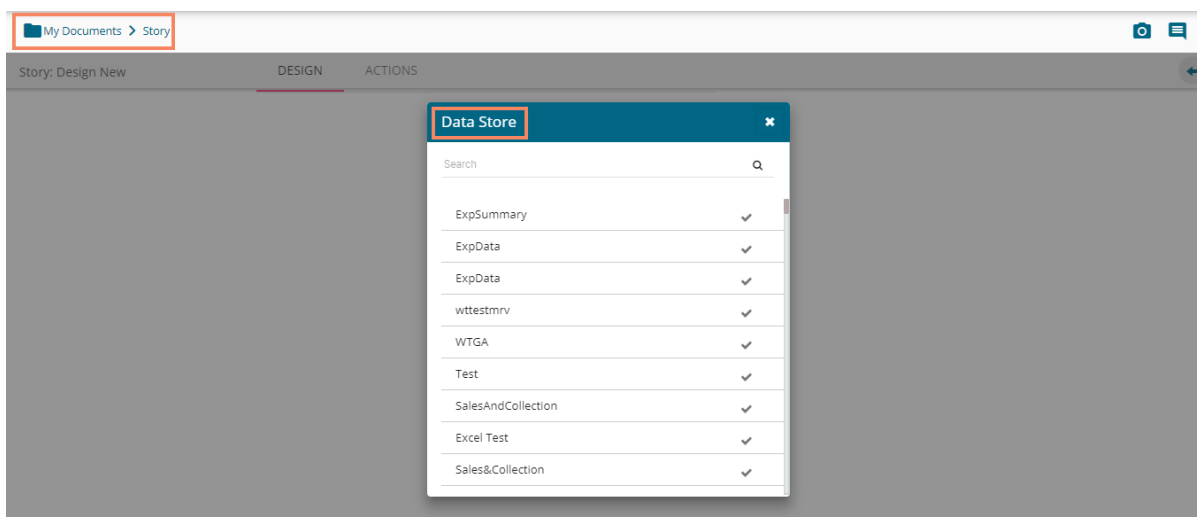 My Documents > Story
Story: Design New DESIGN ACTIONS
Data Store
Search
ExpSummary
ExpData
ExpData
wttestmrv
WTGA
Test
SalesAndCollection
Excel Test
Sales&Collection